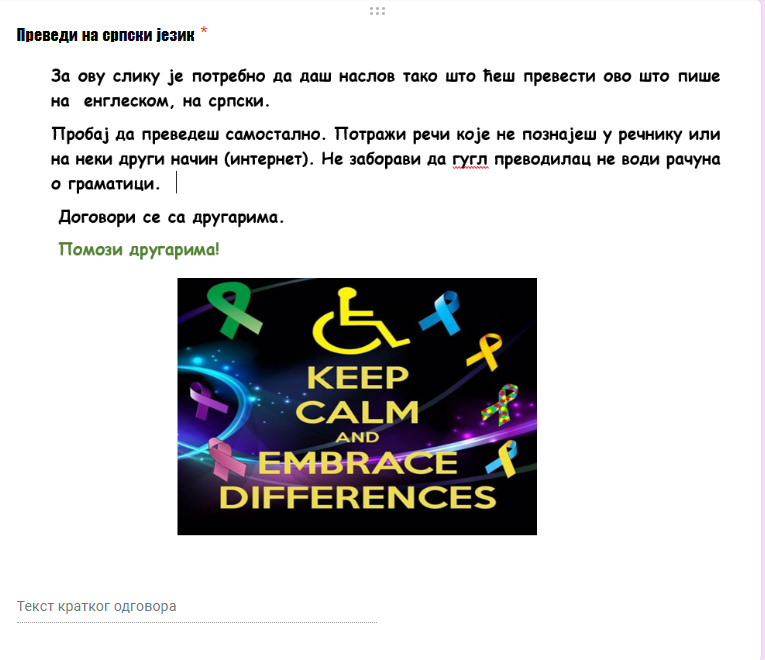 Преведи на српски језик *
За ову слику је потребно да даш наслов тако што ћеш превести ово што пише
на енглеском, на српски.
Пробај да преведеш самостално. Потражи речи које не познајеш у речнику или
на неки други начин (интернет). Не заборави да гугл преводилац не води рачуна
о граматици.
Договори се са другарима.
Помози другарима!
KEEP
CALM
AND
EMBRACE
DIFFERENCES
Текст кратког одговора